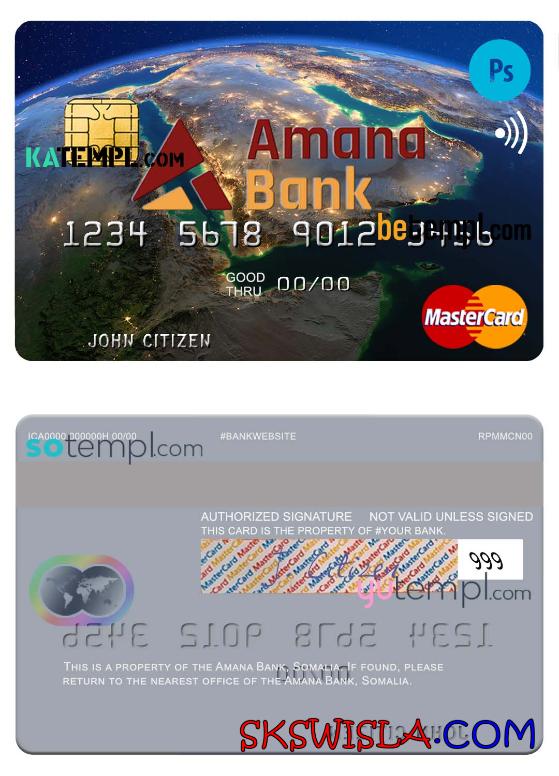 Ps
KATEMPL.COM
Amana
Bank
1234 5678 9012 3456
betempl.com
GOOD
THRU 00/00
MasterCard
JOHN CITIZEN
ICA0000 000000H 00/00 #BANKWEBSITE RPMMCN00
sotempl.com
AUTHORIZED SIGNATURE NOT VALID UNLESS SIGNED
THIS CARD IS THE PROPERTY OF #YOUR BANK.
MasterCard MasterCard MasterCard
999
gotempl.com
THIS IS A PROPERTY OF THE AMANA BANK, SOMALIA. IF FOUND, PLEASE
RETURN TO THE NEAREST OFFICE OF THE AMANA BANK, SOMALIA.
SKSWISLA.COM